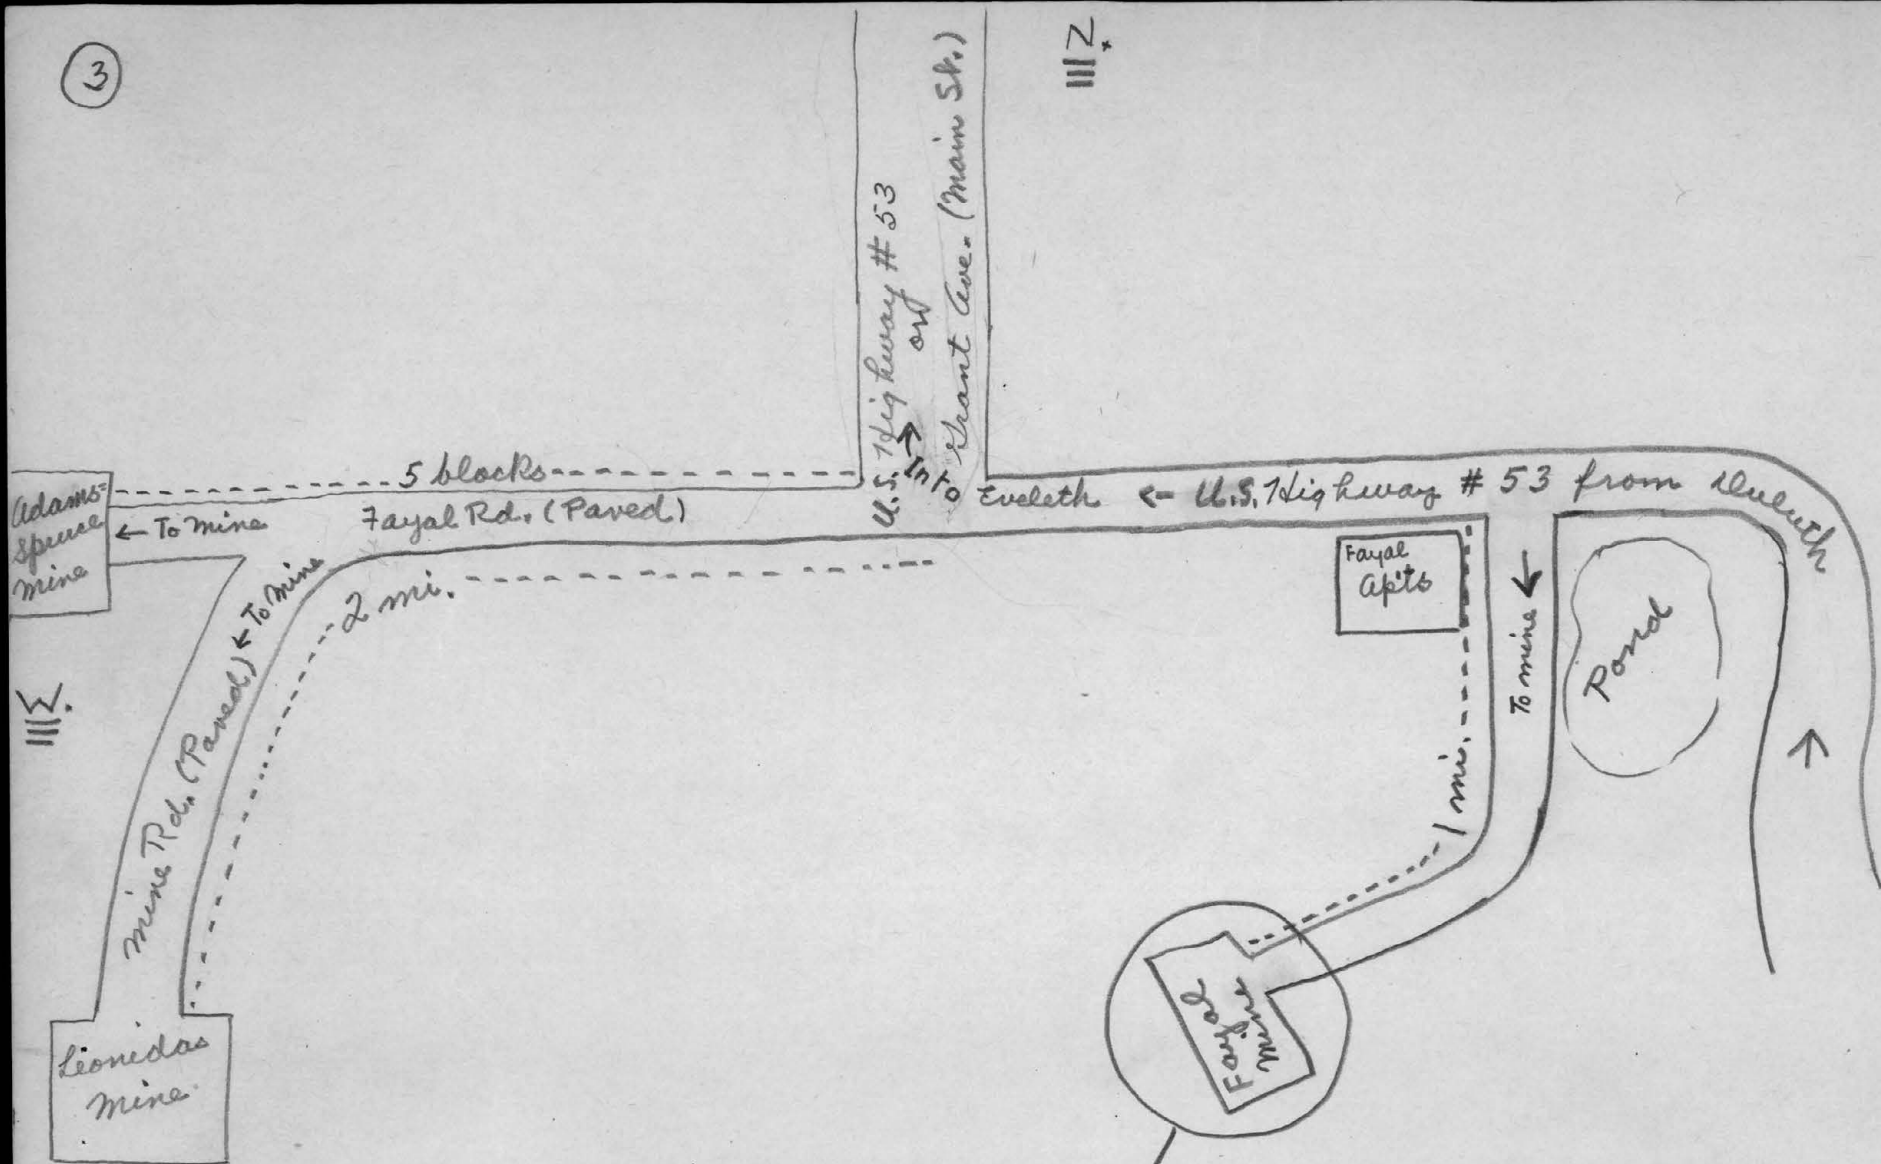 3
N.
U.S. Highway # 53
on
Grant Ave. (Main St.)
5 blocks
Adams-
Spruce
Mine
← To Mine
Fayal Rd. (Paved)
→ Into Eveleth ← U.S. Highway # 53 from Duluth
← To Mine
2 mi.
Fayal
Apts
To mine ←
Pond
W.
Mine Rd. (Paved)
1 mi.
Fayal
Mine
Leonidas
Mine